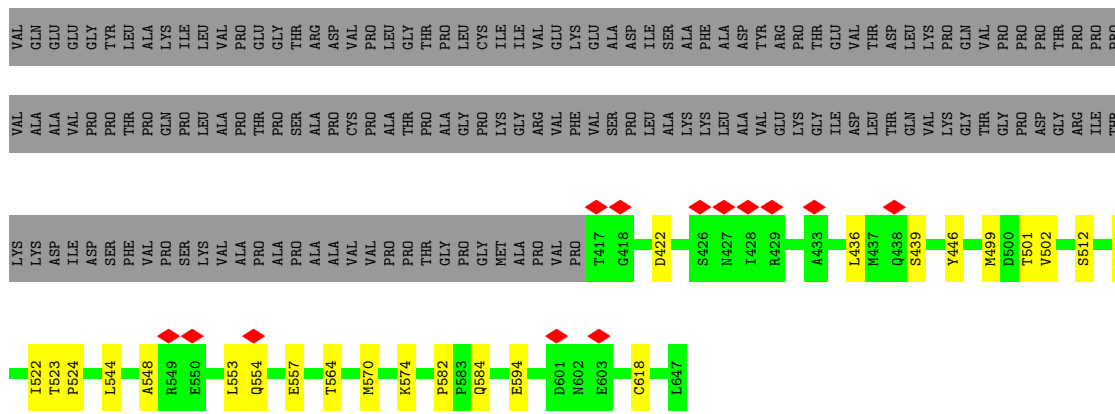 VAL GLN GLU GLU GLY TYR LEU ALA LYS ILE LEU VAL PRO GLU GLY THR ARG ASP VAL PRO LEU GLY THR PRO LEU CYS ILE ILE VAL GLU LYS GLU ALA ASP ILE SER ALA PHE ALA ASP TYR ARG PRO THR GLU VAL THR ASP LEU LYS PRO GLN VAL PRO PRO PRO THR PRO PRO PRO
VAL ALA ALA VAL PRO PRO THR PRO GLN PRO LEU ALA PRO THR PRO SER ALA PRO CYS PRO ALA THR PRO ALA GLY PRO LYS GLY ARG VAL PHE VAL SER PRO LEU ALA LYS LYS LEU ALA VAL GLU LYS GLY ILE ASP LEU THR GLN VAL LYS GLY THR GLY PRO ASP GLY ARG ILE THR
LYS LYS ASP ILE ASP SER PHE VAL PRO SER LYS VAL ALA PRO ALA PRO ALA ALA VAL VAL PRO PRO THR GLY PRO GLY MET ALA PRO VAL PRO T417 G418 D422 S426 N427 I428 R429 A433 L436 M437 Q438 S439 Y446 M499 D500 T501 V502 S512
I522 T523 P524 L544 A548 R549 E550 L553 Q554 E557 T564 M570 K574 P582 P583 Q584 E594 D601 N602 E603 C618 L647